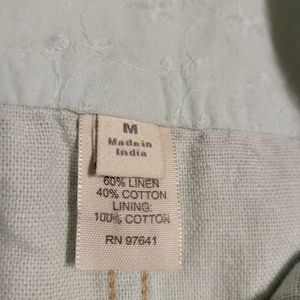 M
Made in
India
60% LINEN
40% COTTON
LINING:
100% COTTON
RN 97641